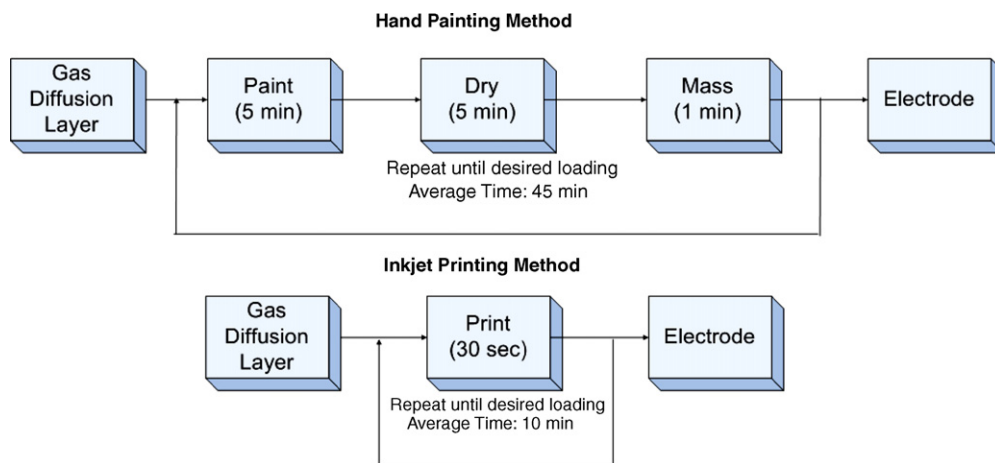 Hand Painting Method
Gas
Diffusion
Layer
Paint
(5 min)
Dry
(5 min)
Mass
(1 min)
Electrode
Repeat until desired loading
Average Time: 45 min
Inkjet Printing Method
Gas
Diffusion
Layer
Print
(30 sec)
Electrode
Repeat until desired loading
Average Time: 10 min